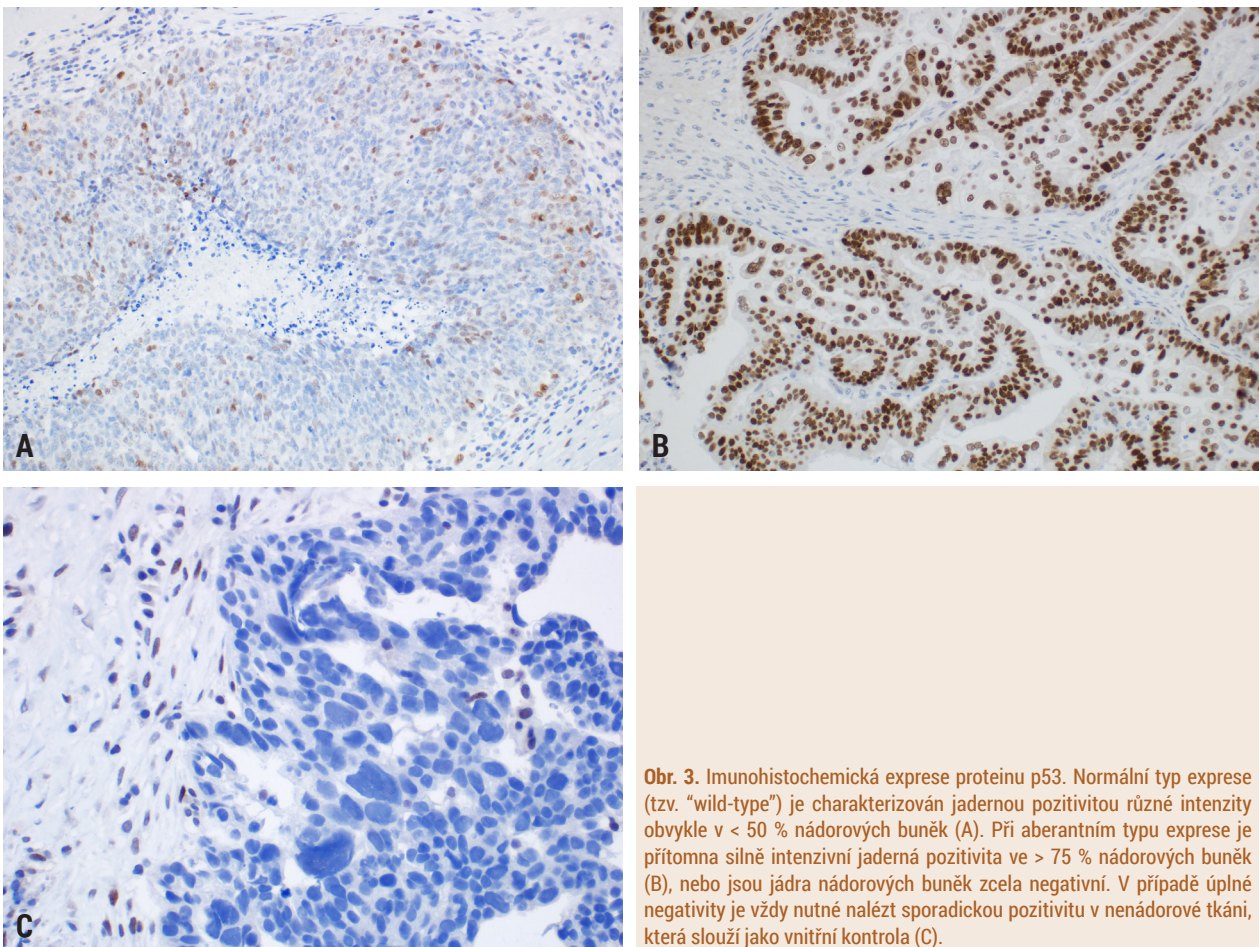 A
B
C
Obr. 3. Imunohistochemická exprese proteinu p53. Normální typ exprese
(tzv. “wild-type”) je charakterizován jadernou pozitivitou různé intenzity
obvykle v < 50 % nádorových buněk (A). Při aberantním typu exprese je
přítomna silně intenzivní jaderná pozitivita ve > 75 % nádorových buněk
(B), nebo jsou jádra nádorových buněk zcela negativní. V případě úplné
negativity je vždy nutné nalézt sporadickou pozitivitu v nenádorové tkáni,
která slouží jako vnitřní kontrola (C).